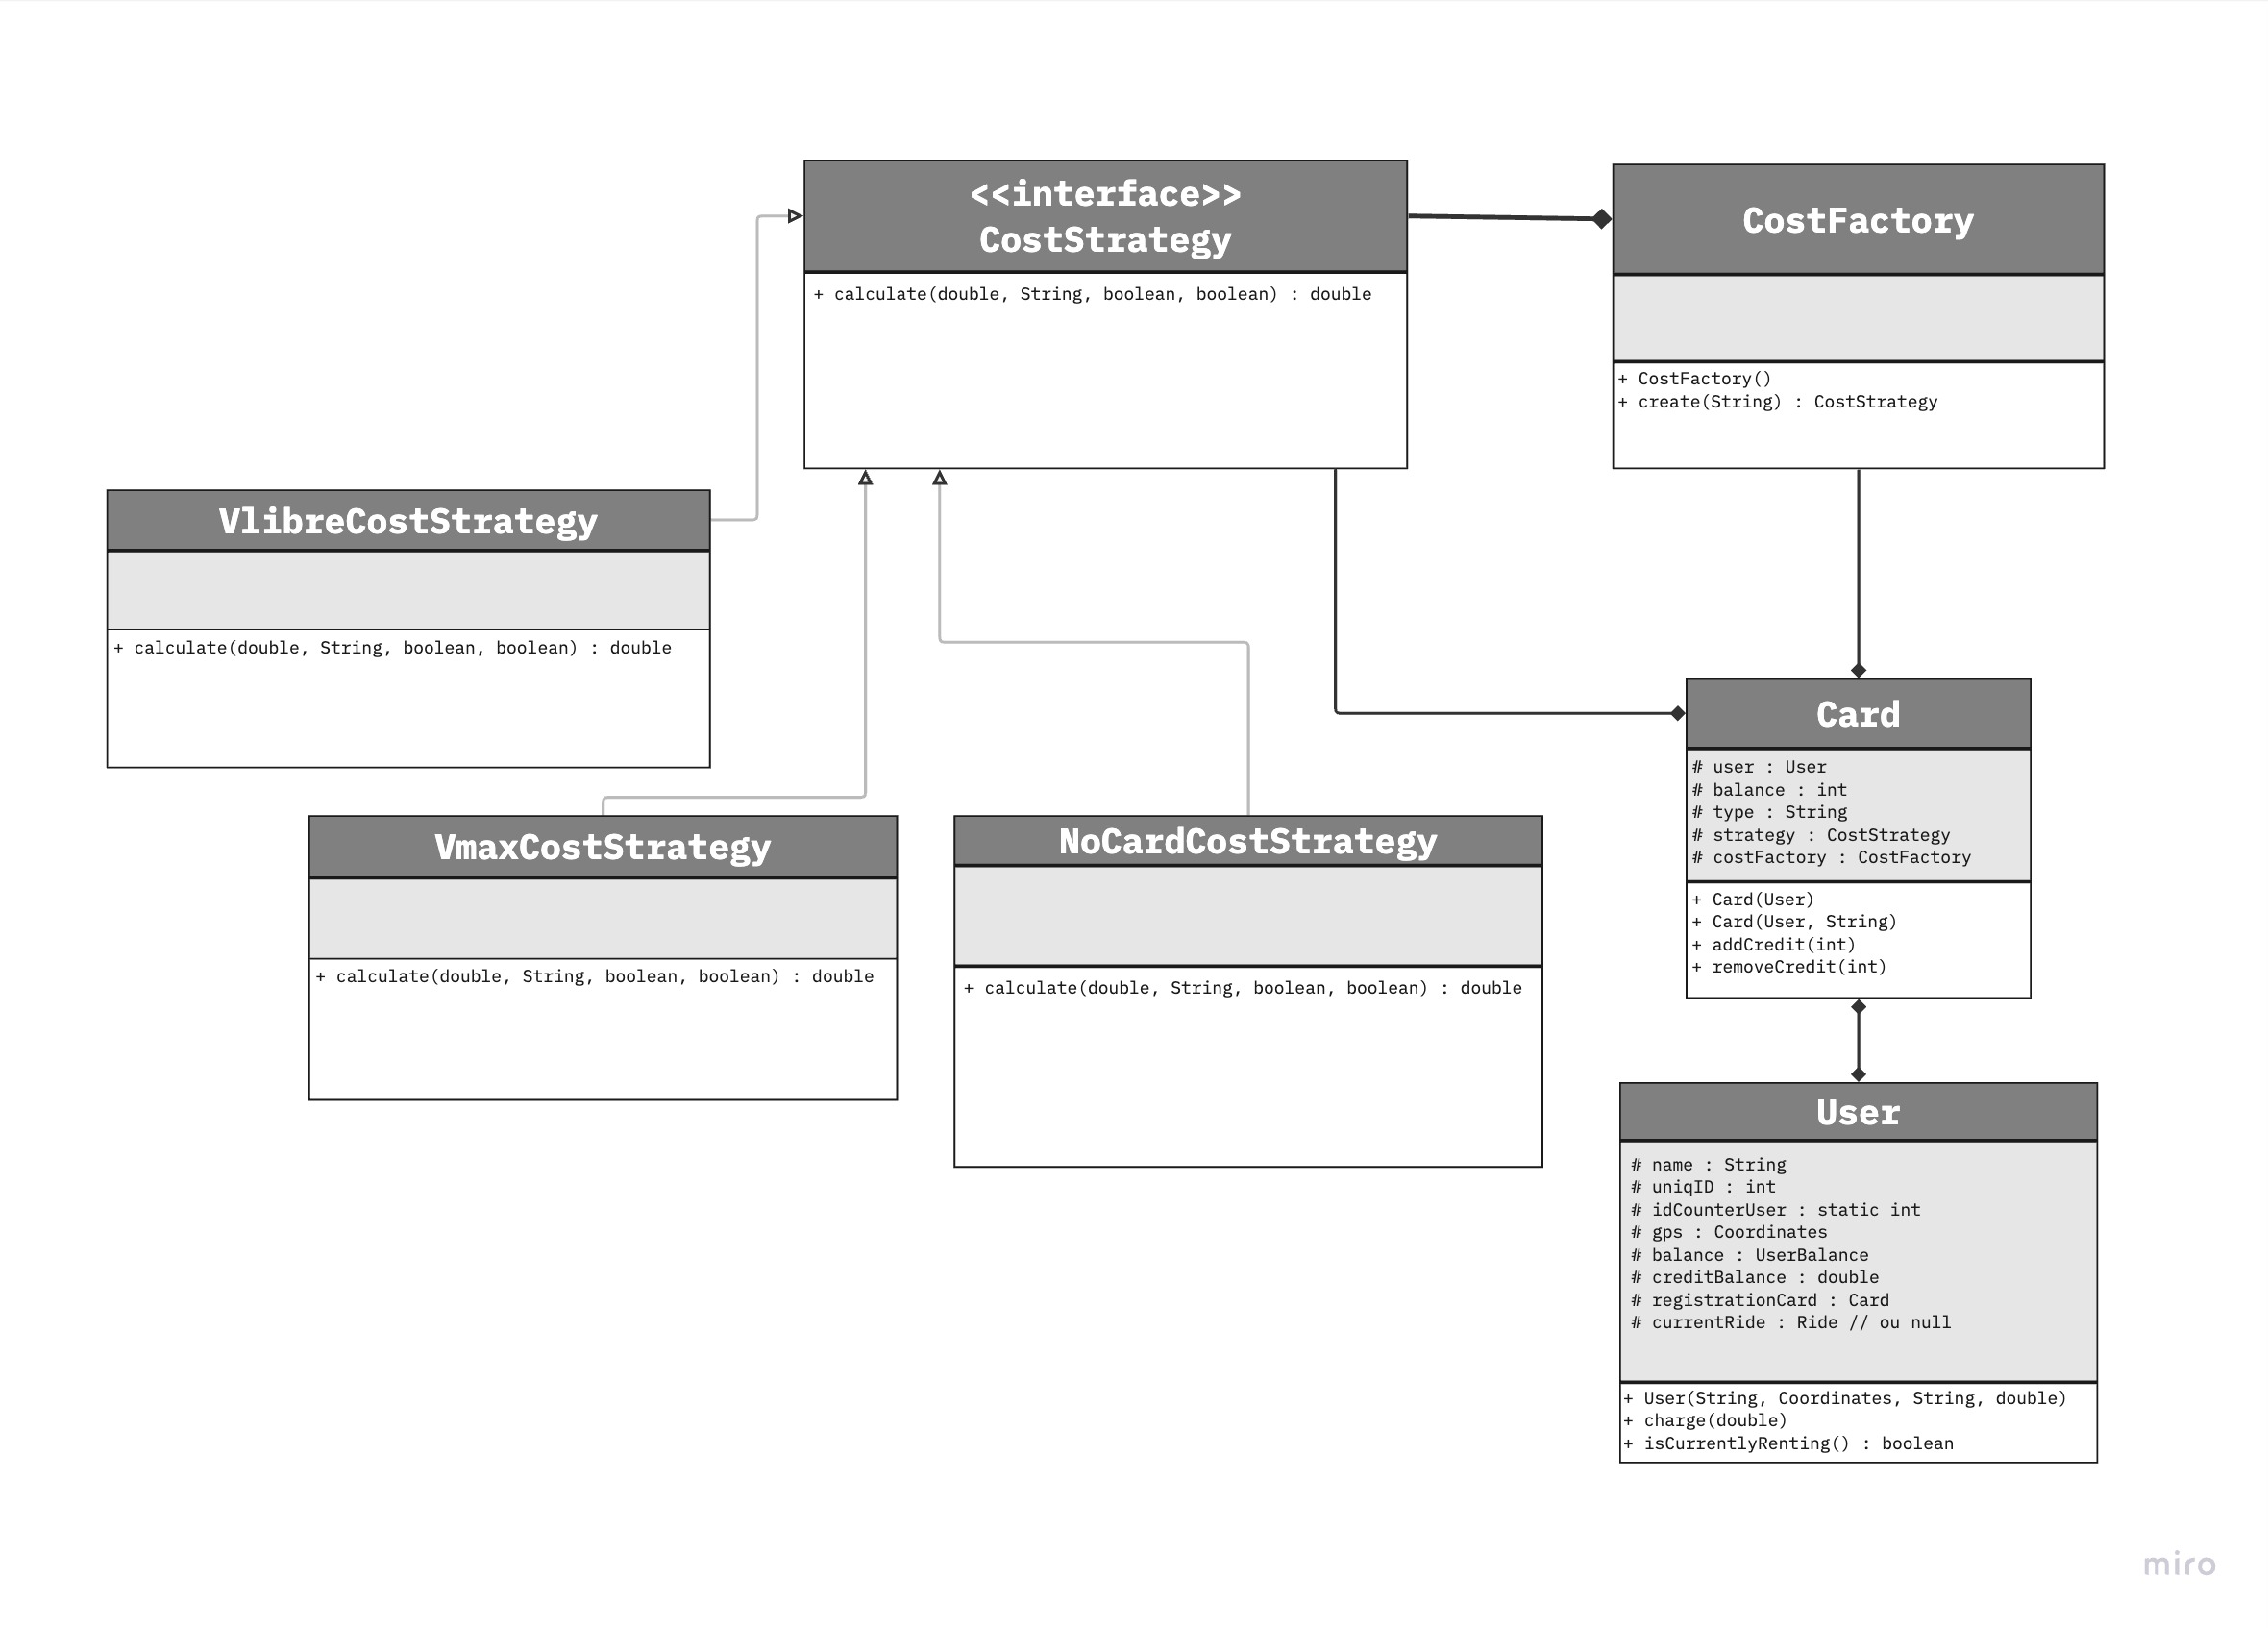 <<interface>>
CostStrategy
+ calculate(double, String, boolean, boolean) : double
CostFactory
+ CostFactory()
+ create(String) : CostStrategy
VlibreCostStrategy
+ calculate(double, String, boolean, boolean) : double
VmaxCostStrategy
+ calculate(double, String, boolean, boolean) : double
NoCardCostStrategy
+ calculate(double, String, boolean, boolean) : double
Card
# user : User
# balance : int
# type : String
# strategy : CostStrategy
# costFactory : CostFactory
+ Card(User)
+ Card(User, String)
+ addCredit(int)
+ removeCredit(int)
User
# name : String
# uniqID : int
# idCounterUser : static int
# gps : Coordinates
# balance : UserBalance
# creditBalance : double
# registrationCard : Card
# currentRide : Ride // ou null
+ User(String, Coordinates, String, double)
+ charge(double)
+ isCurrentlyRenting() : boolean
miro